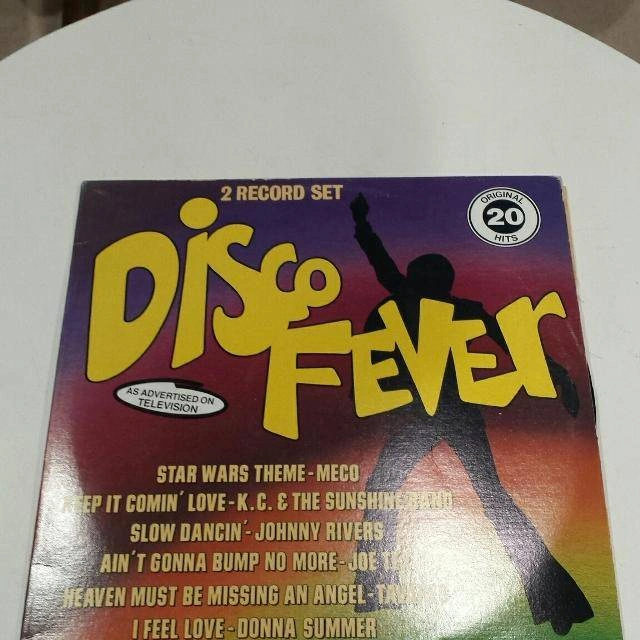 2 RECORD SET
ORIGINAL
20
HITS
DISCO
FEVER
AS ADVERTISED ON
TELEVISION
STAR WARS THEME - MECO
KEEP IT COMIN' LOVE - K.C. & THE SUNSHINE BAND
SLOW DANCIN' - JOHNNY RIVERS
AIN'T GONNA BUMP NO MORE - JOE
HEAVEN MUST BE MISSING AN ANGEL - TAVARES
I FEEL LOVE - DONNA SUMMER